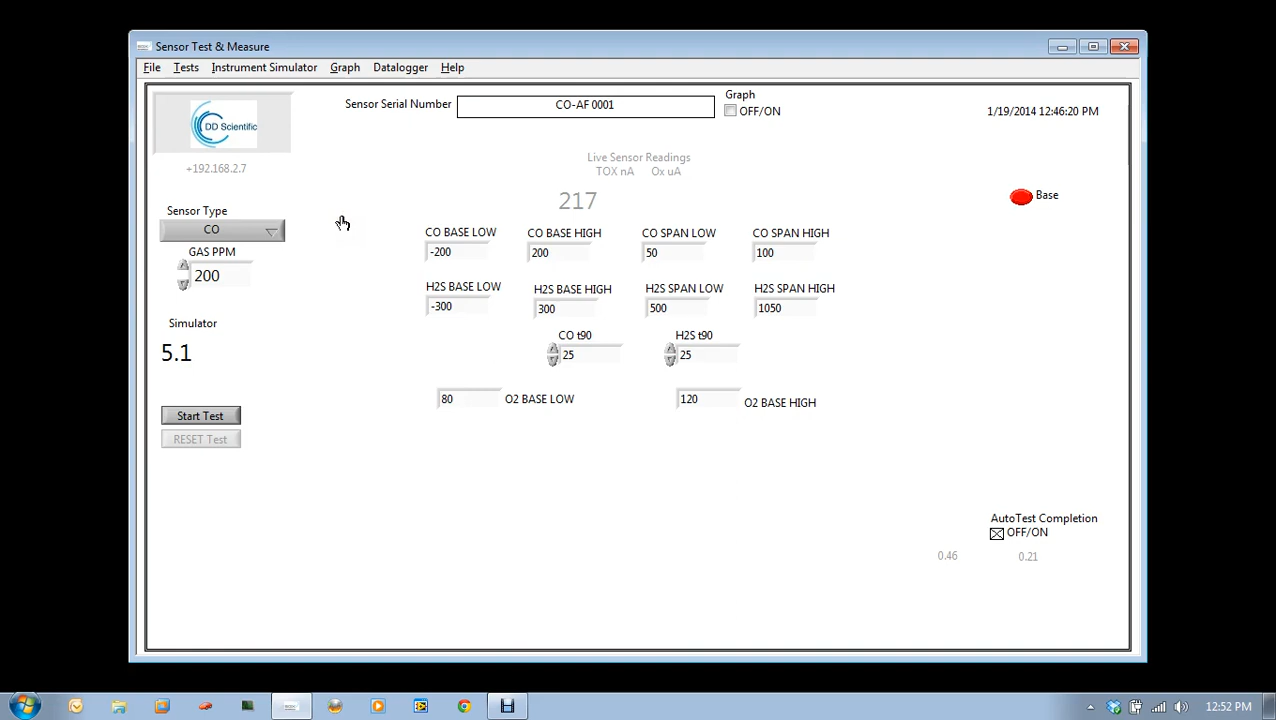 Sensor Test & Measure
File Tests Instrument Simulator Graph Datalogger Help
DD Scientific
+192.168.2.7
Sensor Serial Number CO-AF 0001
Graph
OFF/ON
1/19/2014 12:46:20 PM
Live Sensor Readings
TOX nA Ox uA
217
Base
Sensor Type
CO
GAS PPM
200
CO BASE LOW CO BASE HIGH CO SPAN LOW CO SPAN HIGH
-200 200 50 100
H2S BASE LOW H2S BASE HIGH H2S SPAN LOW H2S SPAN HIGH
-300 300 500 1050
Simulator
5.1
CO t90 H2S t90
25 25
80 O2 BASE LOW 120 O2 BASE HIGH
Start Test
RESET Test
AutoTest Completion
OFF/ON
0.46 0.21
12:52 PM